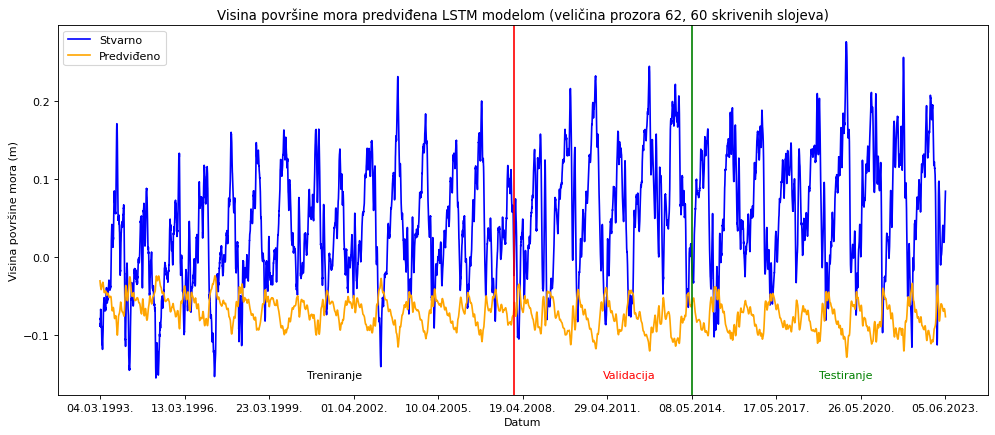 Visina površine mora predviđena LSTM modelom (veličina prozora 62, 60 skrivenih slojeva)
Stvarno
Predviđeno
Visina površine mora (m)
0.2
0.1
0.0
−0.1
Treniranje
Validacija
Testiranje
04.03.1993.
13.03.1996.
23.03.1999.
01.04.2002.
10.04.2005.
19.04.2008.
29.04.2011.
08.05.2014.
17.05.2017.
26.05.2020.
05.06.2023.
Datum